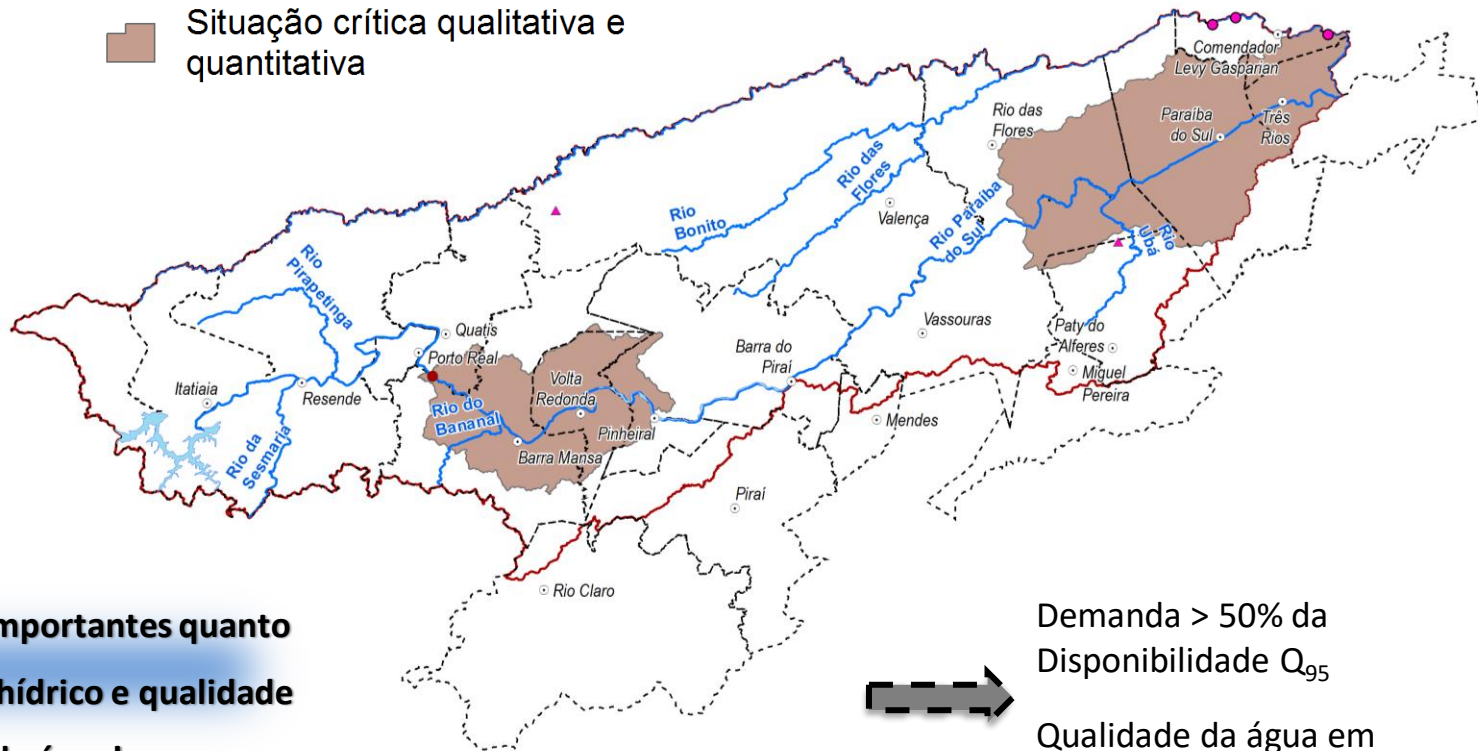 Situação crítica qualitativa e
quantitativa
Comendador
Levy Gasparian
Rio das
Flores
Paraíba
do Sul
Três
Rios
Rio das
Flores
Rio
Bonito
Valença
Rio Paraíba
do Sul
Rio
Ubá
Rio
Pirapetinga
Quatis
Porto Real
Vassouras
Paty do
Alferes
Miguel
Pereira
Barra do
Piraí
Volta
Redonda
Itatiaia
Resende
Rio do
Bananal
Pinheiral
Mendes
Barra Mansa
Rio da
Sesmaria
Piraí
Rio Claro
mportantes quanto
hídrico e qualidade
Demanda > 50% da
Disponibilidade Q95
Qualidade da água em